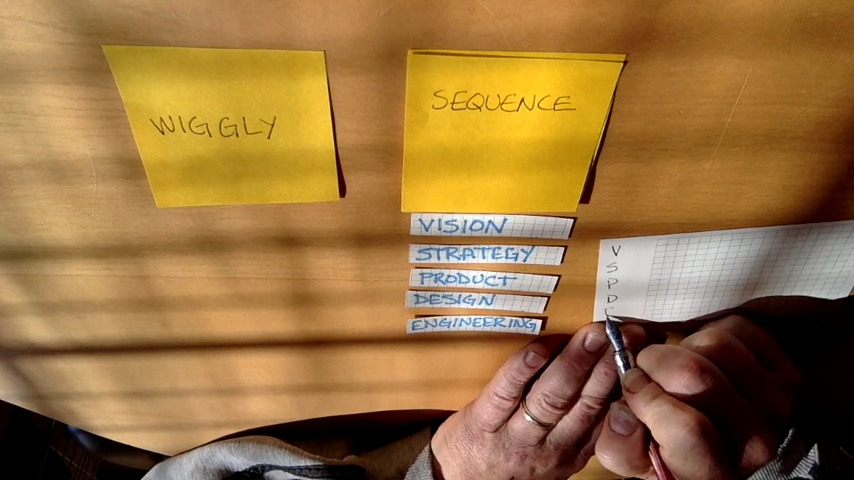 WIGGLY
SEQUENCE
VISION
STRATEGY
PRODUCT
DESIGN
ENGINEERING
V
S
P
D